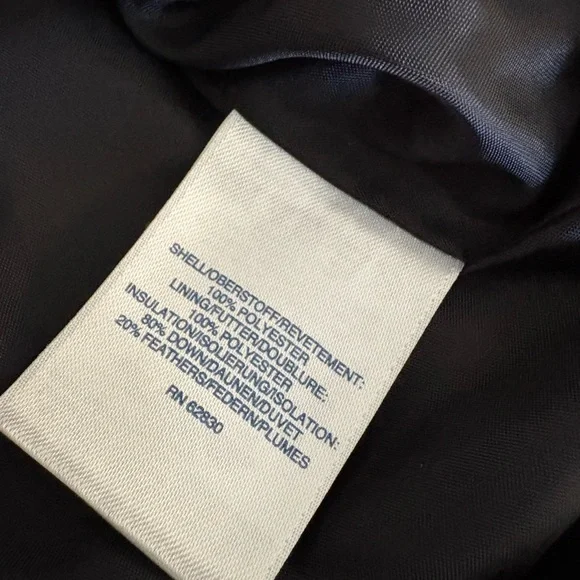 SHELL/OBERSTOFF/REVETEMENT:
100% POLYESTER
LINING/FUTTER/DOUBLURE:
100% POLYESTER
INSULATION/ISOLIERUNG/ISOLATION:
80% DOWN/DAUNEN/DUVET
20% FEATHERS/FEDERN/PLUMES
RN 62830